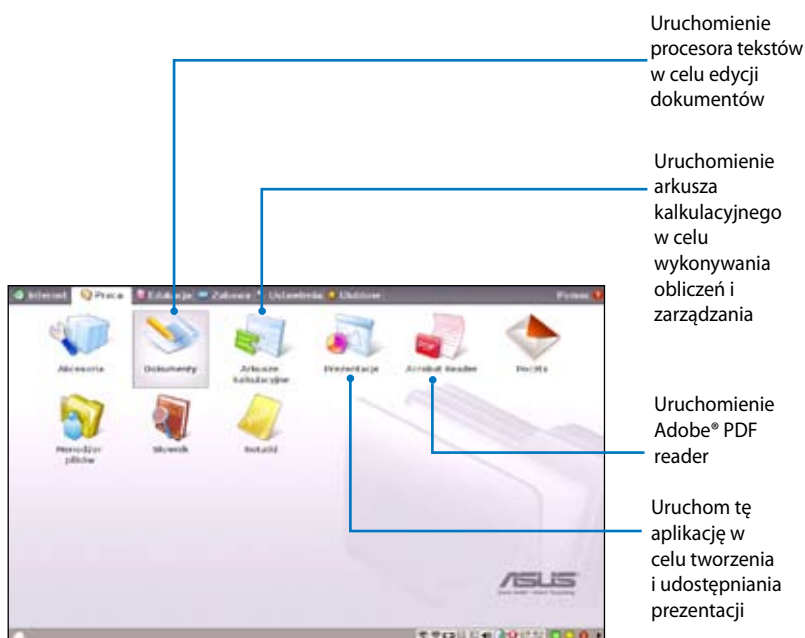 Uruchomienie
procesora tekstów
w celu edycji
dokumentów
Uruchomienie
arkusza
kalkulacyjnego
w celu
wykonywania
obliczeń i
zarządzania
Internet Praca Edukacja Zabawa Ustawienia Ulubione Pomoc
Akcesoria Dokumenty Arkusze kalkulacyjne Prezentacje Acrobat Reader Poczta
PDF
Menedżer plików Słownik Notatki
Uruchomienie
Adobe® PDF
reader
Uruchom tę
aplikację w
celu tworzenia
i udostępniania
prezentacji
ASUS